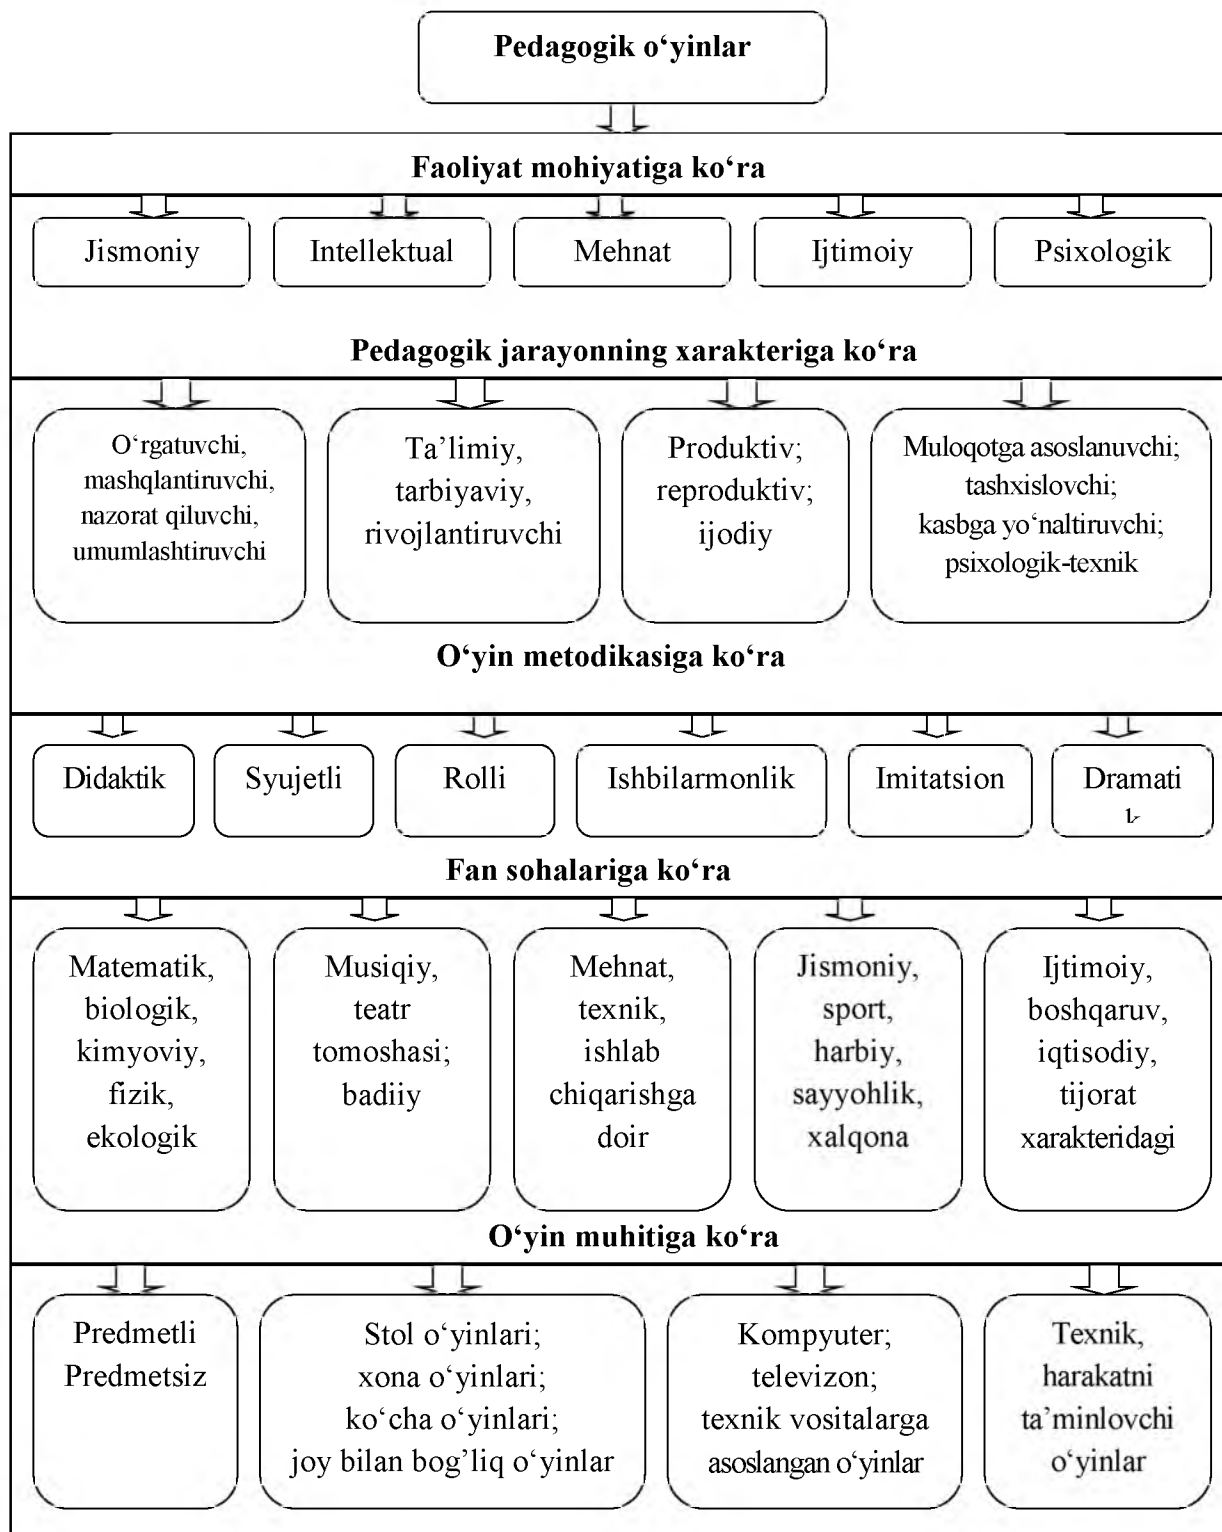 Pedagogik o‘yinlar
Faoliyat mohiyatiga ko‘ra
Jismoniy
Intellektual
Mehnat
Ijtimoiy
Psixologik
Pedagogik jarayonning xarakteriga ko‘ra
O‘rgatuvchi,
mashqlantiruvchi,
nazorat qiluvchi,
umumlashtiruvchi
Ta’limiy,
tarbiyaviy,
rivojlantiruvchi
Produktiv;
reproduktiv;
ijodiy
Muloqotga asoslanuvchi;
tashxislovchi;
kasbga yo‘naltiruvchi;
psixologik-texnik
O‘yin metodikasiga ko‘ra
Didaktik
Syujetli
Rolli
Ishbilarmonlik
Imitatsion
Dramati
k
Fan sohalariga ko‘ra
Matematik,
biologik,
kimyoviy,
fizik,
ekologik
Musiqiy,
teatr
tomoshasi;
badiiy
Mehnat,
texnik,
ishlab
chiqarishga
doir
Jismoniy,
sport,
harbiy,
sayyohlik,
xalqona
Ijtimoiy,
boshqaruv,
iqtisodiy,
tijorat
xarakteridagi
O‘yin muhitiga ko‘ra
Predmetli
Predmetsiz
Stol o‘yinlari;
xona o‘yinlari;
ko‘cha o‘yinlari;
joy bilan bog’liq o‘yinlar
Kompyuter;
televizon;
texnik vositalarga
asoslangan o‘yinlar
Texnik,
harakatni
ta’minlovchi
o‘yinlar